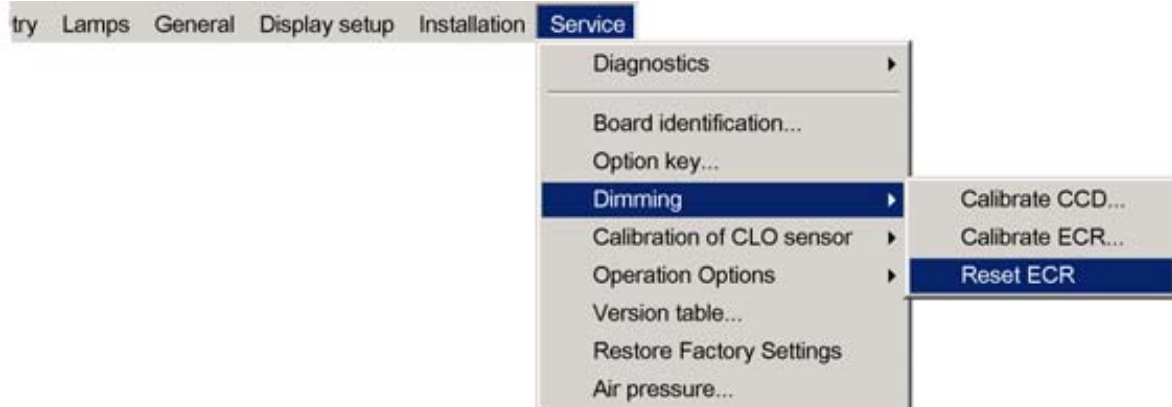 try Lamps General Display setup Installation Service
Diagnostics
Board identification...
Option key...
Dimming
Calibrate CCD...
Calibration of CLO sensor
Calibrate ECR...
Operation Options
Reset ECR
Version table...
Restore Factory Settings
Air pressure...